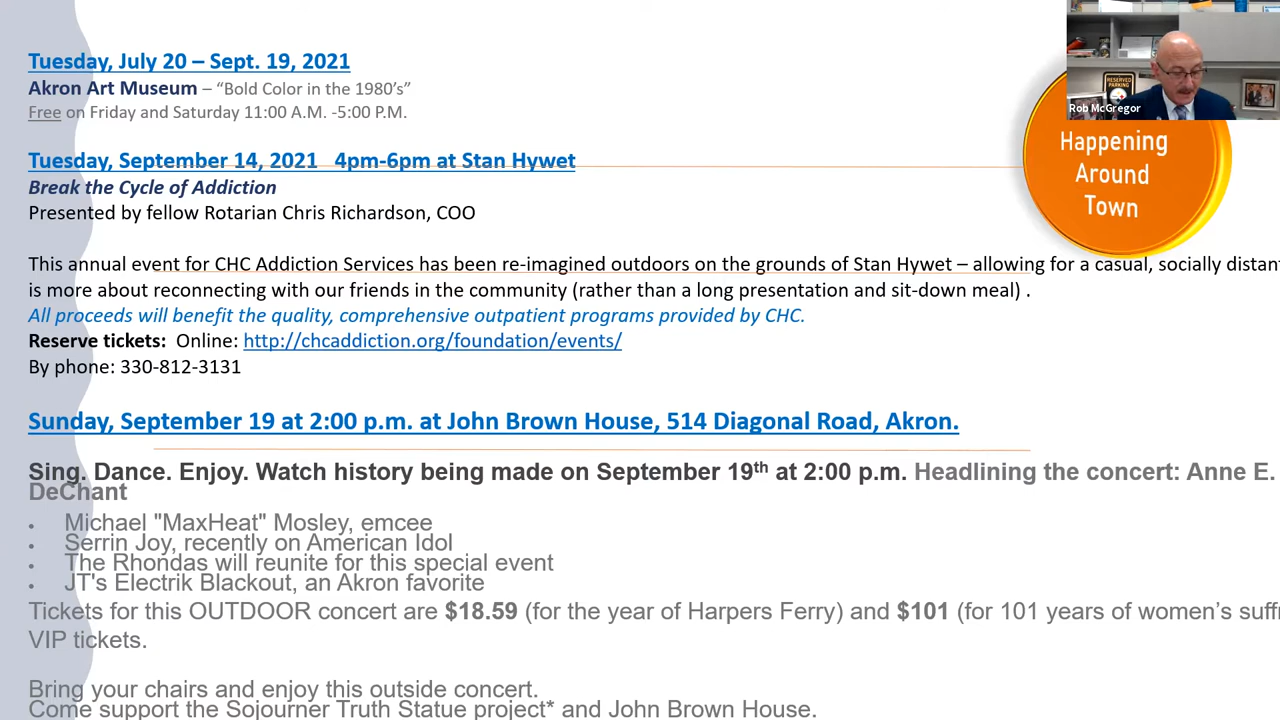 Tuesday, July 20 – Sept. 19, 2021
Akron Art Museum – “Bold Color in the 1980’s”
Free on Friday and Saturday 11:00 A.M. -5:00 P.M.
Tuesday, September 14, 2021 4pm-6pm at Stan Hywet
Break the Cycle of Addiction
Presented by fellow Rotarian Chris Richardson, COO
RESERVED
PARKING
Rob McGregor
Happening
Around
Town
This annual event for CHC Addiction Services has been re-imagined outdoors on the grounds of Stan Hywet – allowing for a casual, socially distant
is more about reconnecting with our friends in the community (rather than a long presentation and sit-down meal) .
All proceeds will benefit the quality, comprehensive outpatient programs provided by CHC.
Reserve tickets: Online: http://chcaddiction.org/foundation/events/
By phone: 330-812-3131
Sunday, September 19 at 2:00 p.m. at John Brown House, 514 Diagonal Road, Akron.
Sing. Dance. Enjoy. Watch history being made on September 19th at 2:00 p.m. Headlining the concert: Anne E.
DeChant
• Michael "MaxHeat" Mosley, emcee
• Serrin Joy, recently on American Idol
• The Rhondas will reunite for this special event
• JT's Electrik Blackout, an Akron favorite
Tickets for this OUTDOOR concert are $18.59 (for the year of Harpers Ferry) and $101 (for 101 years of women’s
VIP tickets.
Bring your chairs and enjoy this outside concert.
Come support the Sojourner Truth Statue project* and John Brown House.